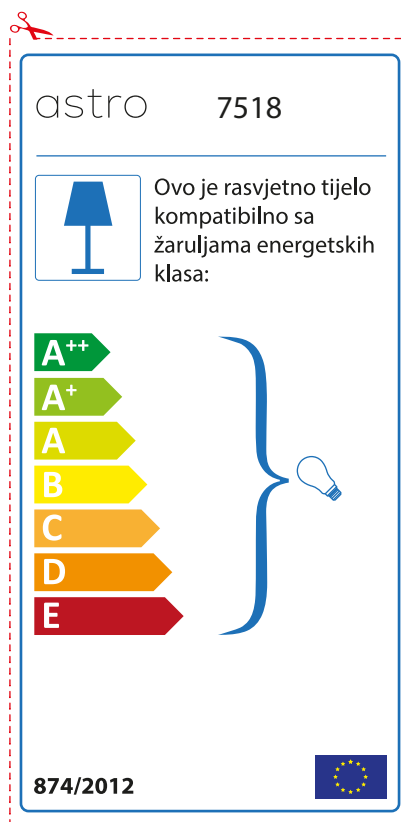 astro 7518
Ovo je rasvjetno tijelo
kompatibilno sa
žaruljama energetskih
klasa:
A++
A+
A
B
C
D
E
874/2012